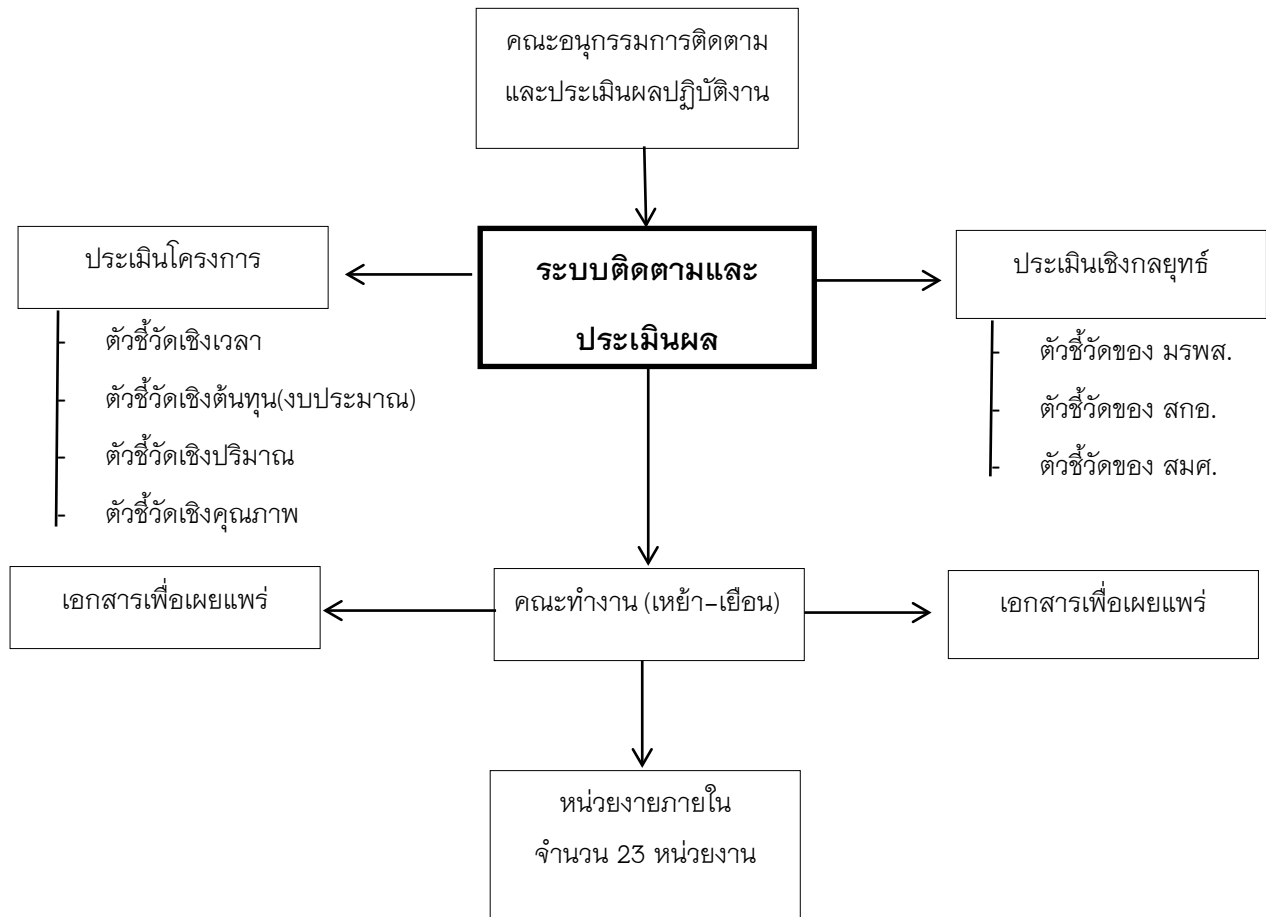 คณะอนุกรรมการติดตาม
และประเมินผลปฏิบัติงาน
ประเมินโครงการ
- ตัวชี้วัดเชิงเวลา
- ตัวชี้วัดเชิงต้นทุน(งบประมาณ)
- ตัวชี้วัดเชิงปริมาณ
- ตัวชี้วัดเชิงคุณภาพ
ระบบติดตามและ
ประเมินผล
ประเมินเชิงกลยุทธ์
- ตัวชี้วัดของ มรพส.
- ตัวชี้วัดของ สกอ.
- ตัวชี้วัดของ สมศ.
เอกสารเพื่อเผยแพร่
คณะทำงาน (เหย้า-เยือน)
เอกสารเพื่อเผยแพร่
หน่วยงายภายใน
จำนวน 23 หน่วยงาน